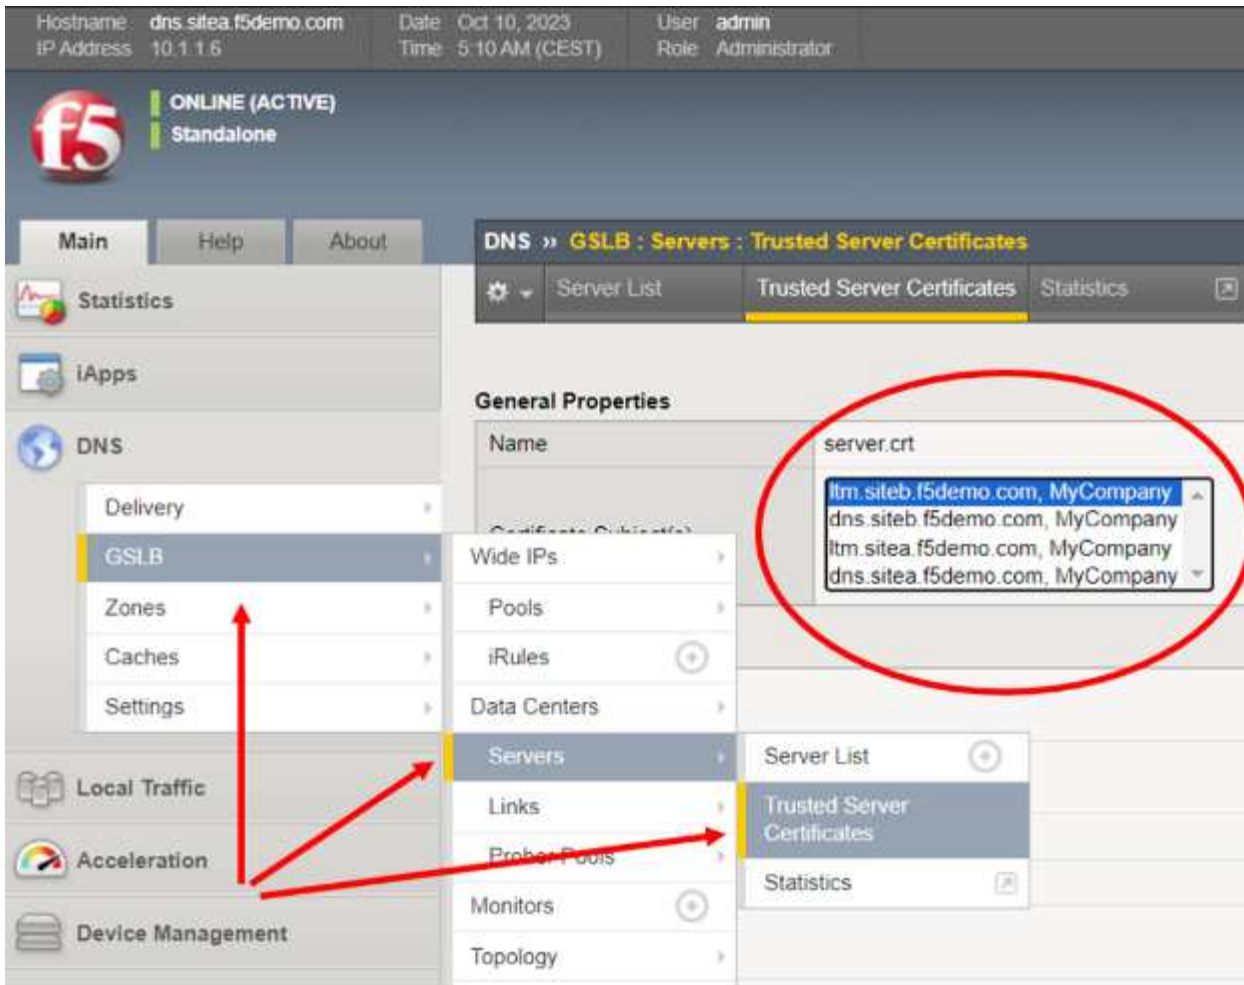 Hostname dns.sitea.f5demo.com Date Oct 10, 2023 User admin
IP Address 10.1.1.6 Time 5:10 AM (CEST) Role Administrator
f5
ONLINE (ACTIVE)
Standalone
Main Help About
DNS ›› GSLB : Servers : Trusted Server Certificates
Server List Trusted Server Certificates Statistics
Statistics
iApps
DNS
Delivery
GSLB
Zones
Caches
Settings
Local Traffic
Acceleration
Device Management
General Properties
Name server.crt
ltm.siteb.f5demo.com, MyCompany
dns.siteb.f5demo.com, MyCompany
ltm.sitea.f5demo.com, MyCompany
dns.sitea.f5demo.com, MyCompany
Wide IPs
Pools
iRules
Data Centers
Servers
Links
Prober Pools
Monitors
Topology
Server List
Trusted Server
Certificates
Statistics